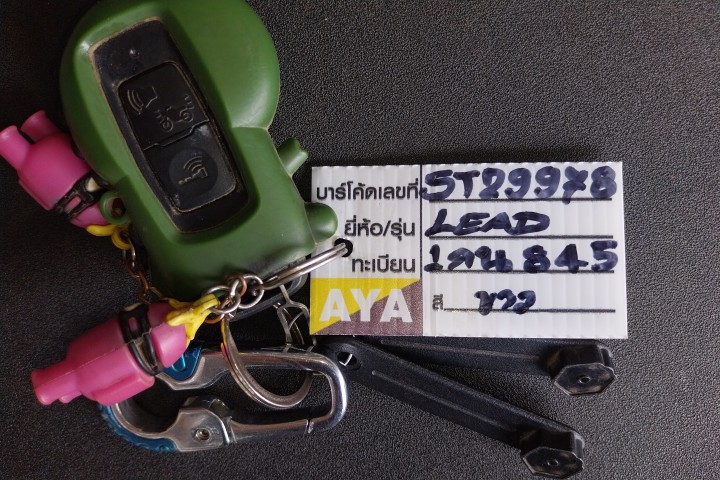 บาร์โค้ดเลขที่ ST29978
ยี่ห้อ/รุ่น LEAD
ทะเบียน 1กน 845
AYA สี ขาว